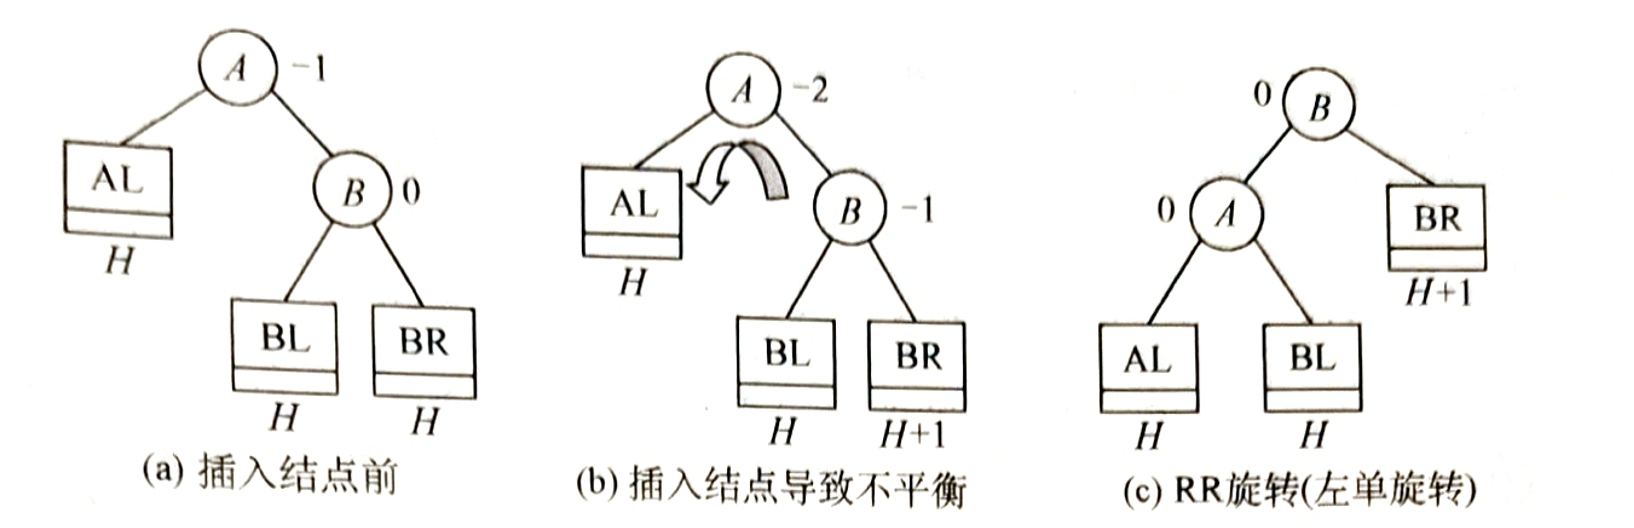 A -1
AL
H
B 0
BL
H
BR
H
(a) 插入结点前
A -2
AL
H
B -1
BL
H
BR
H+1
(b) 插入结点导致不平衡
0 B
0 A
BR
H+1
AL
H
BL
H
(c) RR旋转(左单旋转)